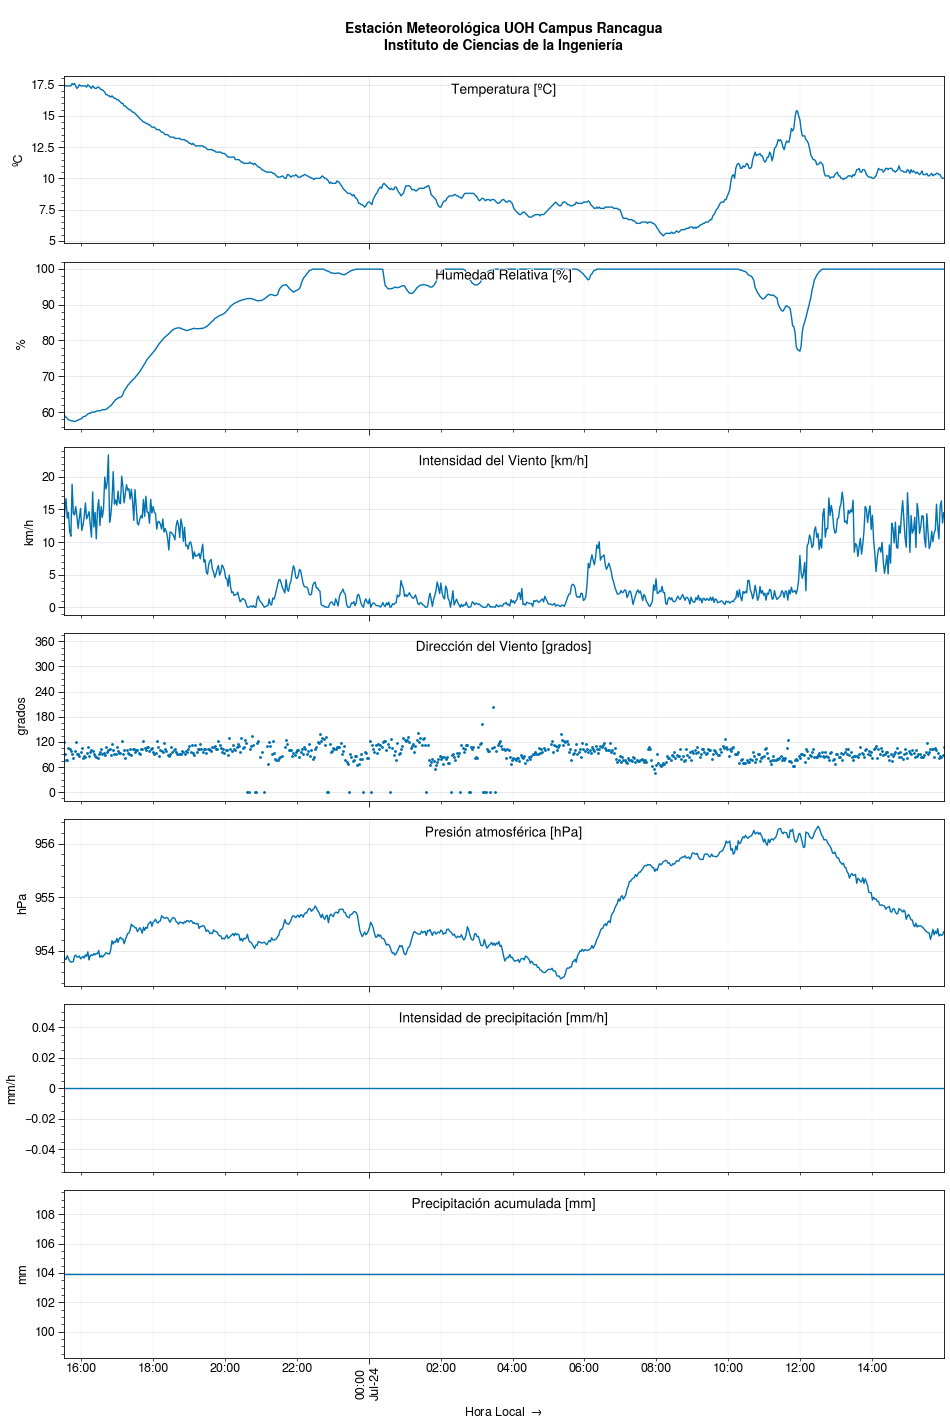 Estación Meteorológica UOH Campus Rancagua
Instituto de Ciencias de la Ingeniería
Temperatura [ºC]
ºC
17.5
15
12.5
10
7.5
5
Humedad Relativa [%]
%
100
90
80
70
60
Intensidad del Viento [km/h]
km/h
20
15
10
5
0
Dirección del Viento [grados]
grados
360
300
240
180
120
60
0
Presión atmosférica [hPa]
hPa
956
955
954
Intensidad de precipitación [mm/h]
mm/h
0.04
0.02
0
−0.02
−0.04
Precipitación acumulada [mm]
mm
108
106
104
102
100
16:00 18:00 20:00 22:00 00:00 02:00 04:00 06:00 08:00 10:00 12:00 14:00
Jul-24
Hora Local →